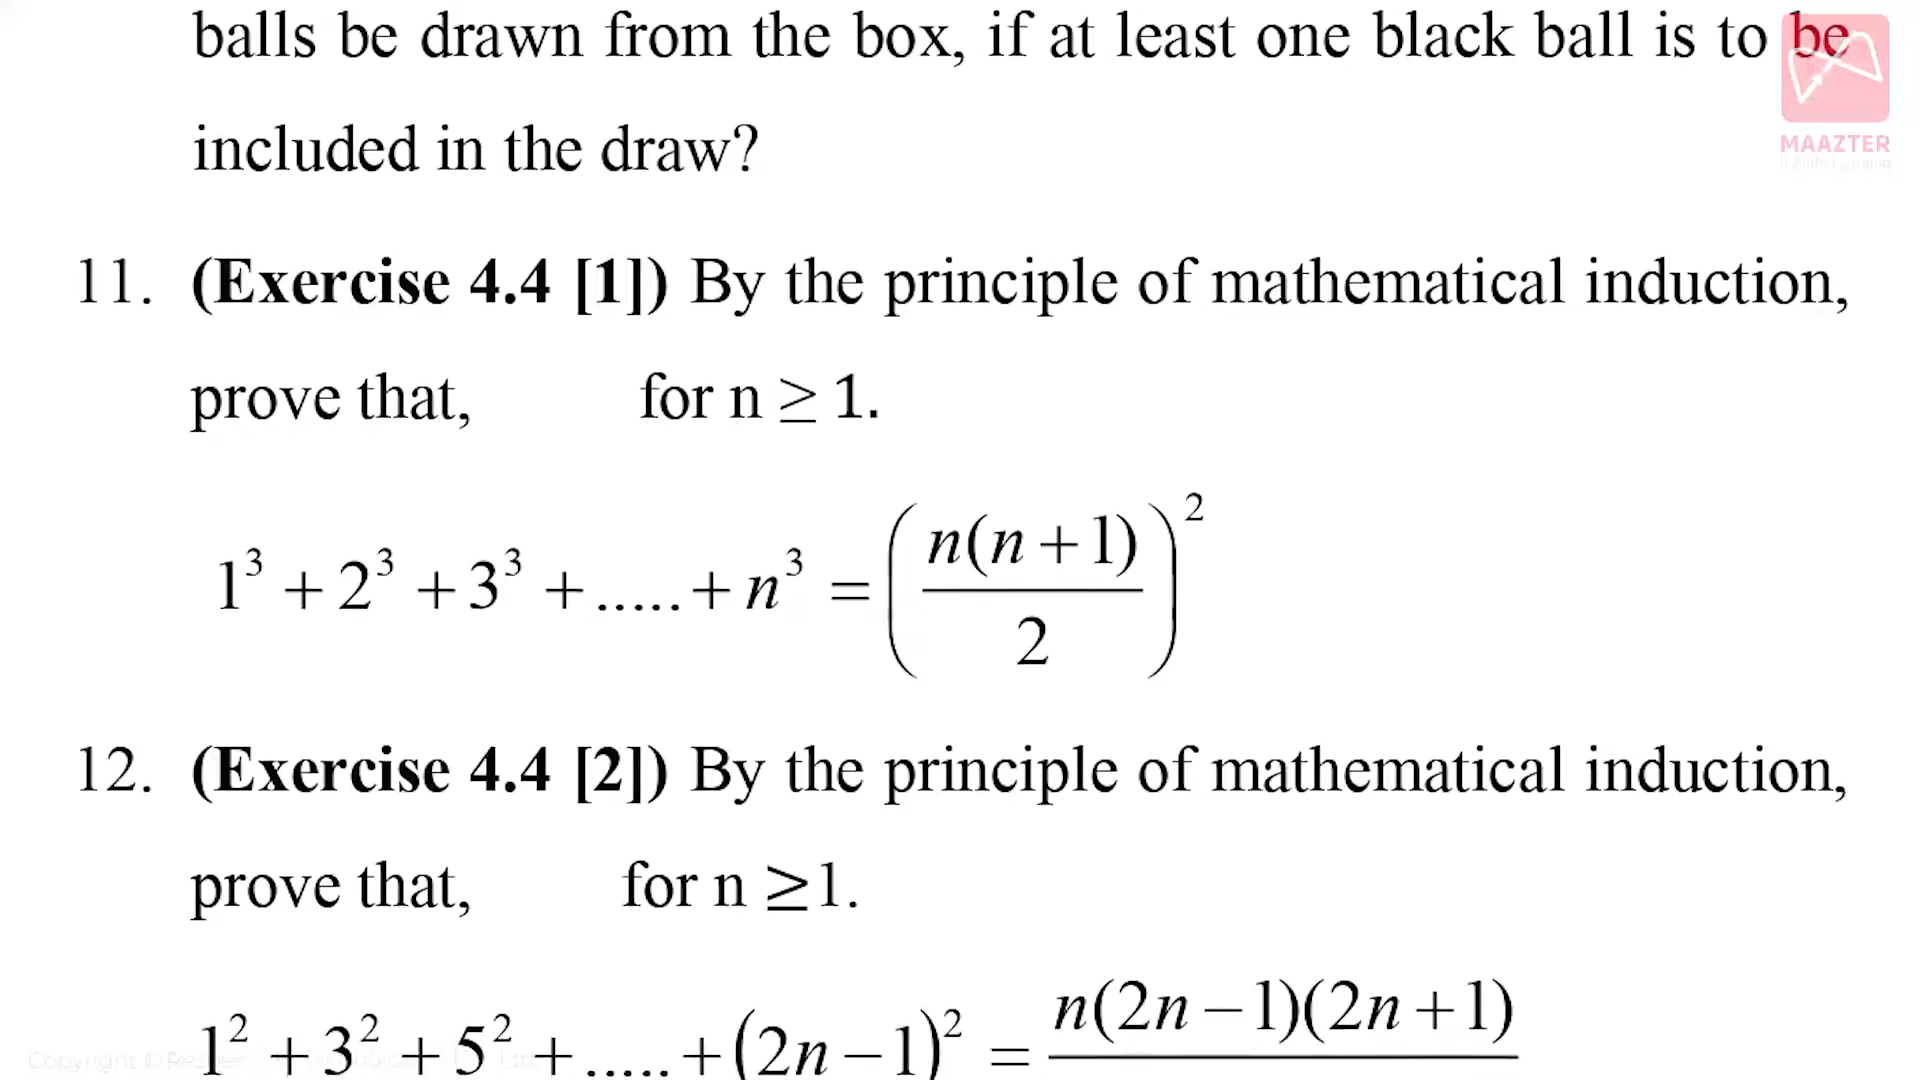 balls be drawn from the box, if at least one black ball is to be
included in the draw?
MAAZTER
11. (Exercise 4.4 [1]) By the principle of mathematical induction,
prove that, for n ≥ 1.
1³ + 2³ + 3³ + ..... + n³ = (n(n+1)/2)²
12. (Exercise 4.4 [2]) By the principle of mathematical induction,
prove that, for n ≥1.
1² + 3² + 5² + ..... + (2n – 1)² = n(2n – 1)(2n + 1)
Copyright ©